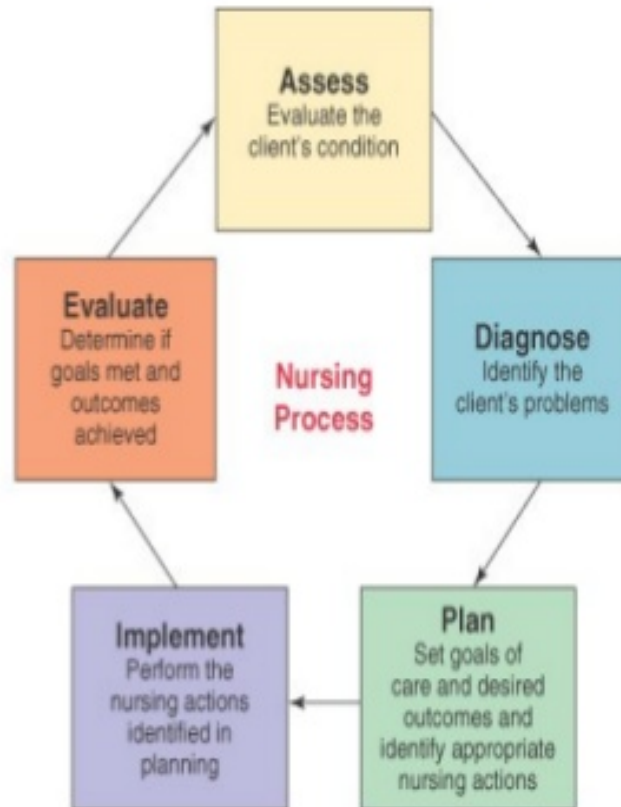 Assess
Evaluate the
client's condition
Diagnose
Identify the
client's problems
Plan
Set goals of
care and desired
outcomes and
identify appropriate
nursing actions
Implement
Perform the
nursing actions
identified in
planning
Evaluate
Determine if
goals met and
outcomes
achieved
Nursing
Process